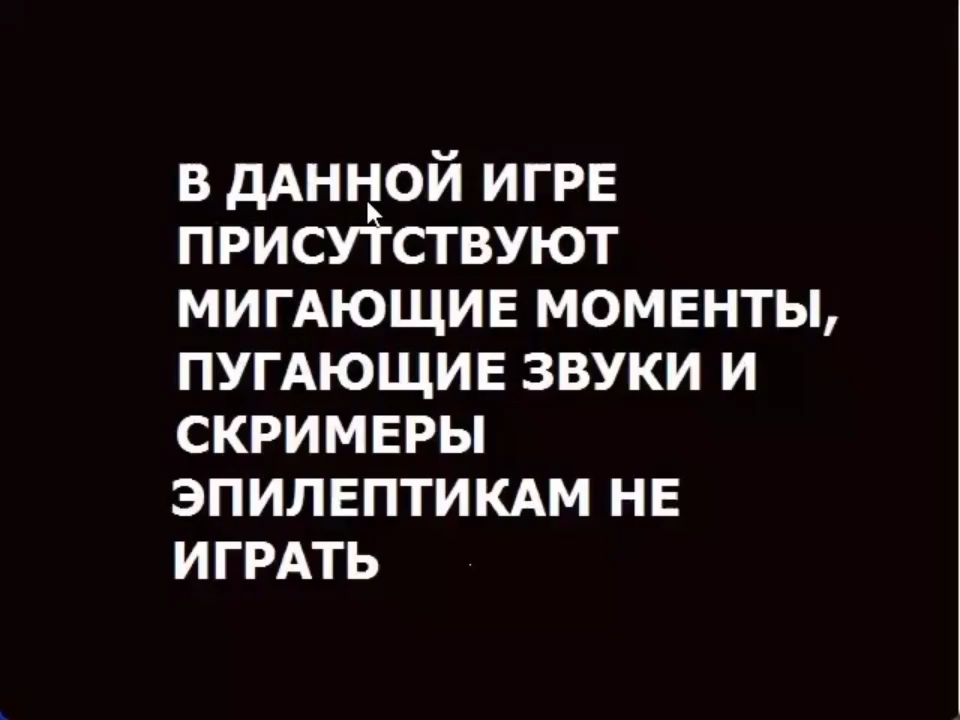 В ДАННОЙ ИГРЕ
ПРИСУТСТВУЮТ
МИГАЮЩИЕ МОМЕНТЫ,
ПУГАЮЩИЕ ЗВУКИ И
СКРИМЕРЫ
ЭПИЛЕПТИКАМ НЕ
ИГРАТЬ